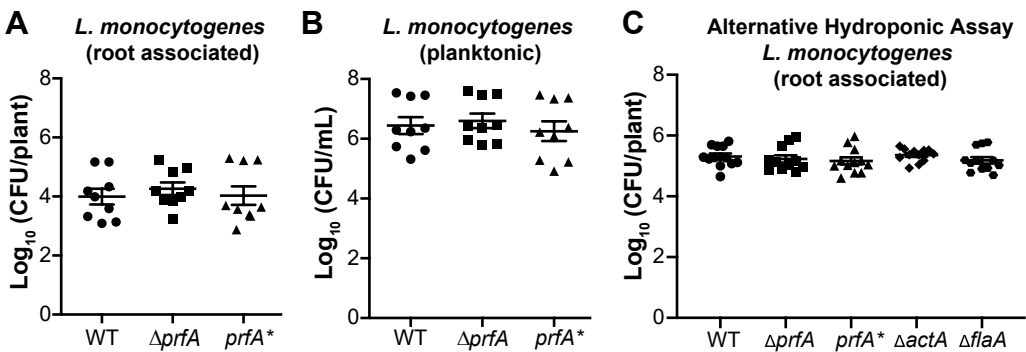 A
L. monocytogenes
(root associated)
Log10 (CFU/plant)
8
6
4
2
0
WT
ΔprfA
prfA*
B
L. monocytogenes
(planktonic)
Log10 (CFU/mL)
8
6
4
2
0
WT
ΔprfA
prfA*
C
Alternative Hydroponic Assay
L. monocytogenes
(root associated)
Log10 (CFU/plant)
8
6
4
2
0
WT
ΔprfA
prfA*
ΔactA
ΔflaA